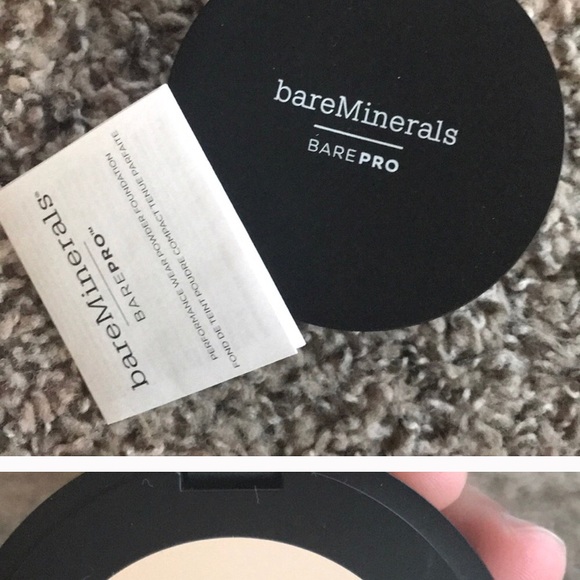 bareMinerals
BAREPRO
bareMinerals®
BAREPRO™
PERFORMANCE WEAR POWDER FOUNDATION
FOND DE TEINT POUDRE COMPACT TENUE PARFAITE